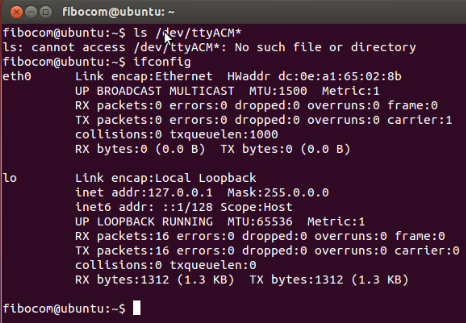 fibocom@ubuntu: ~
fibocom@ubuntu:~$ ls /dev/ttyACM*
ls: cannot access /dev/ttyACM*: No such file or directory
fibocom@ubuntu:~$ ifconfig
eth0      Link encap:Ethernet  HWaddr dc:0e:a1:65:02:8b
          UP BROADCAST MULTICAST  MTU:1500  Metric:1
          RX packets:0 errors:0 dropped:0 overruns:0 frame:0
          TX packets:0 errors:0 dropped:0 overruns:0 carrier:1
          collisions:0 txqueuelen:1000
          RX bytes:0 (0.0 B)  TX bytes:0 (0.0 B)
lo        Link encap:Local Loopback
          inet addr:127.0.0.1  Mask:255.0.0.0
          inet6 addr: ::1/128 Scope:Host
          UP LOOPBACK RUNNING  MTU:65536  Metric:1
          RX packets:16 errors:0 dropped:0 overruns:0 frame:0
          TX packets:16 errors:0 dropped:0 overruns:0 carrier:0
          collisions:0 txqueuelen:0
          RX bytes:1312 (1.3 KB)  TX bytes:1312 (1.3 KB)
fibocom@ubuntu:~$